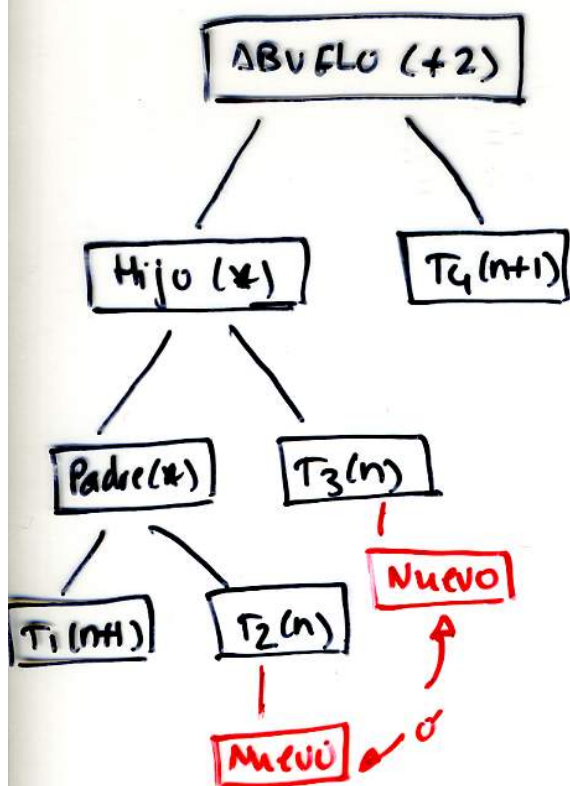 ABUELO (+2)
Hijo (*)
T4(n+1)
Padre(*)
T3(n)
Nuevo
T1(n+1)
T2(n)
Nuevo
ó